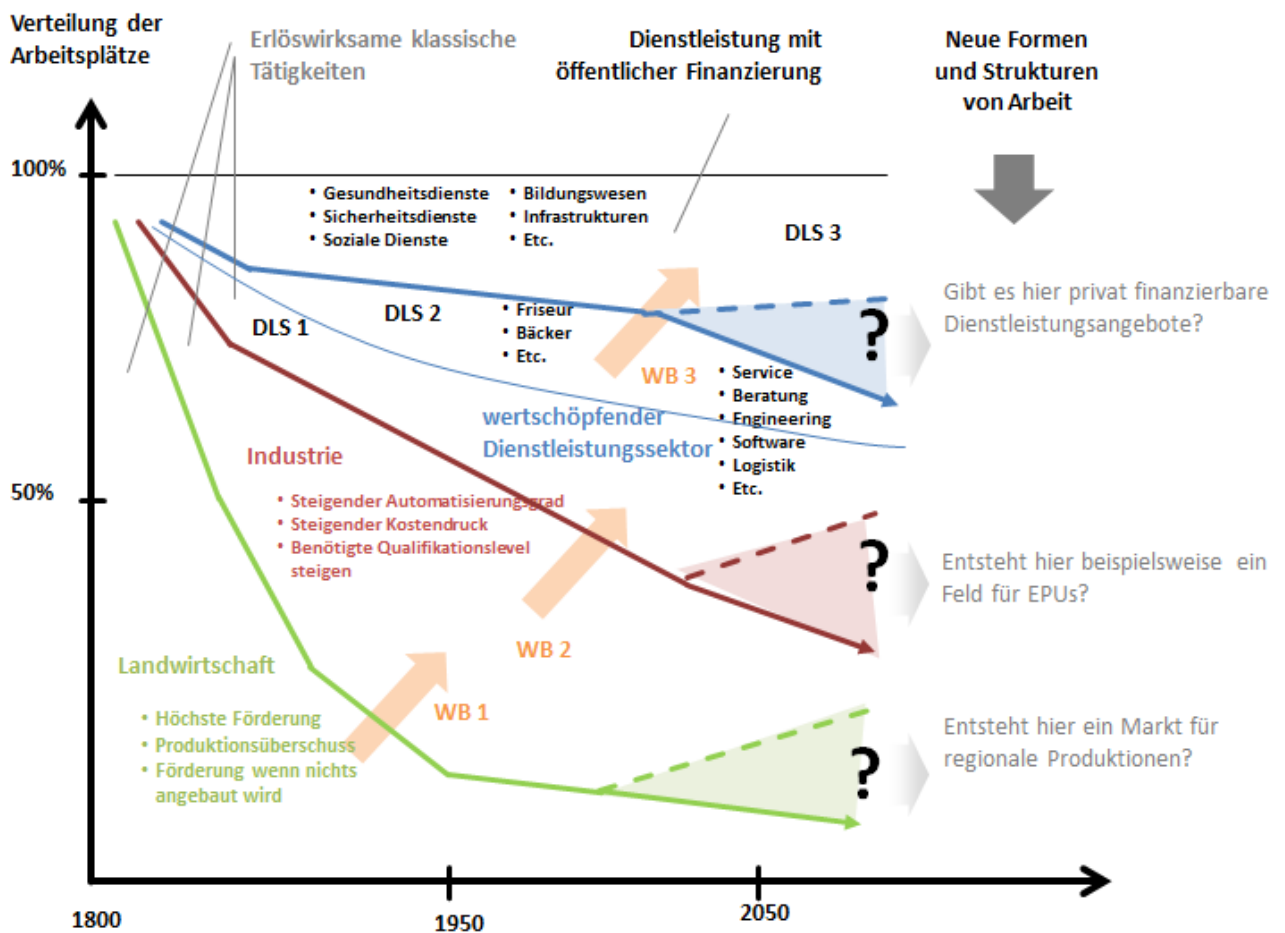 Verteilung der
Arbeitsplätze
Erlöswirksame klassische
Tätigkeiten
Dienstleistung mit
öffentlicher Finanzierung
Neue Formen
und Strukturen
von Arbeit
100%
• Gesundheitsdienste
• Sicherheitsdienste
• Soziale Dienste
• Bildungswesen
• Infrastrukturen
• Etc.
DLS 3
DLS 1
DLS 2
• Friseur
• Bäcker
• Etc.
?
Gibt es hier privat finanzierbare
Dienstleistungsangebote?
WB 3
• Service
• Beratung
• Engineering
• Software
• Logistik
• Etc.
wertschöpfender
Dienstleistungssektor
Industrie
• Steigender Automatisierungsgrad
• Steigender Kostendruck
• Benötigte Qualifikationslevel
steigen
50%
?
Entsteht hier beispielsweise ein
Feld für EPUs?
WB 2
Landwirtschaft
• Höchste Förderung
• Produktionsüberschuss
• Förderung wenn nichts
angebaut wird
WB 1
?
Entsteht hier ein Markt für
regionale Produktionen?
1800
1950
2050